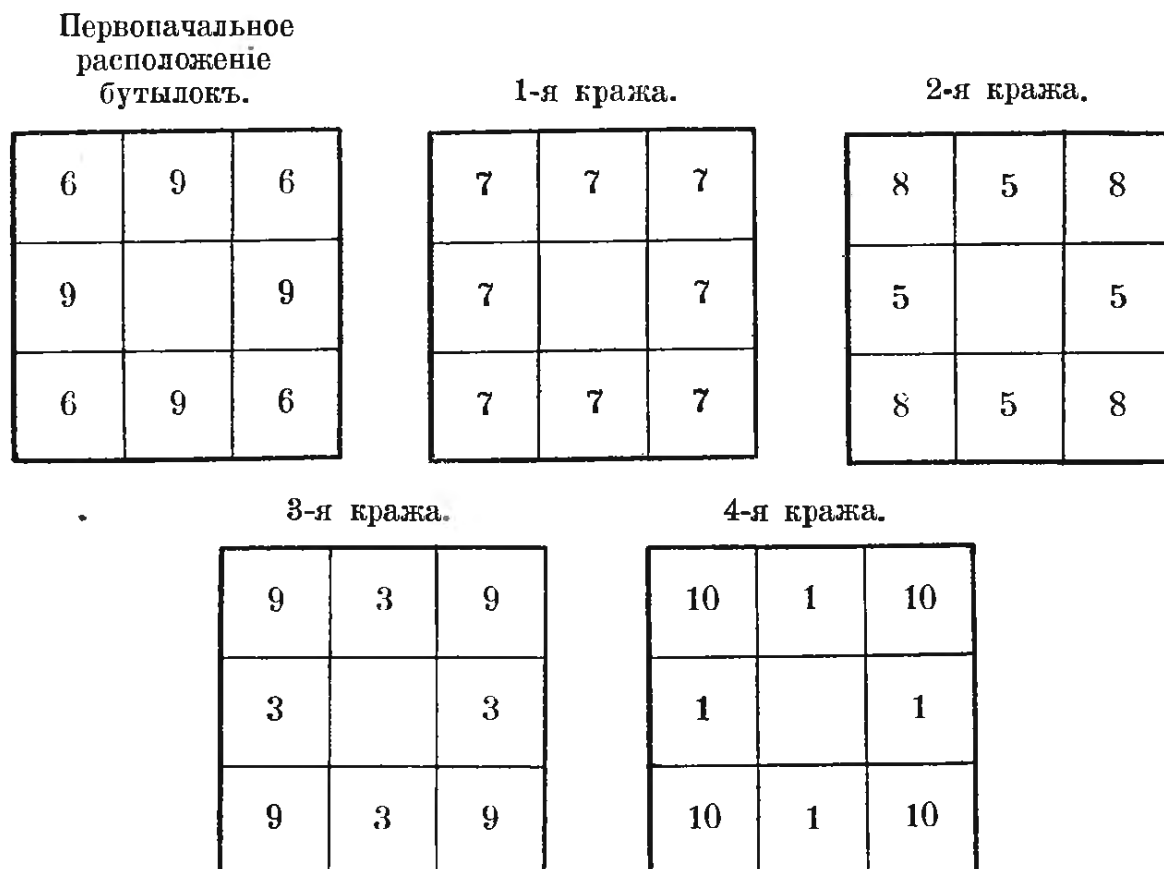 Первоначальное
расположеніе
бутылокъ.
1-я кража.
2-я кража.
6 9 6
9 9
6 9 6
7 7 7
7 7
7 7 7
8 5 8
5 5
8 5 8
3-я кража.
4-я кража.
9 3 9
3 3
9 3 9
10 1 10
1 1
10 1 10